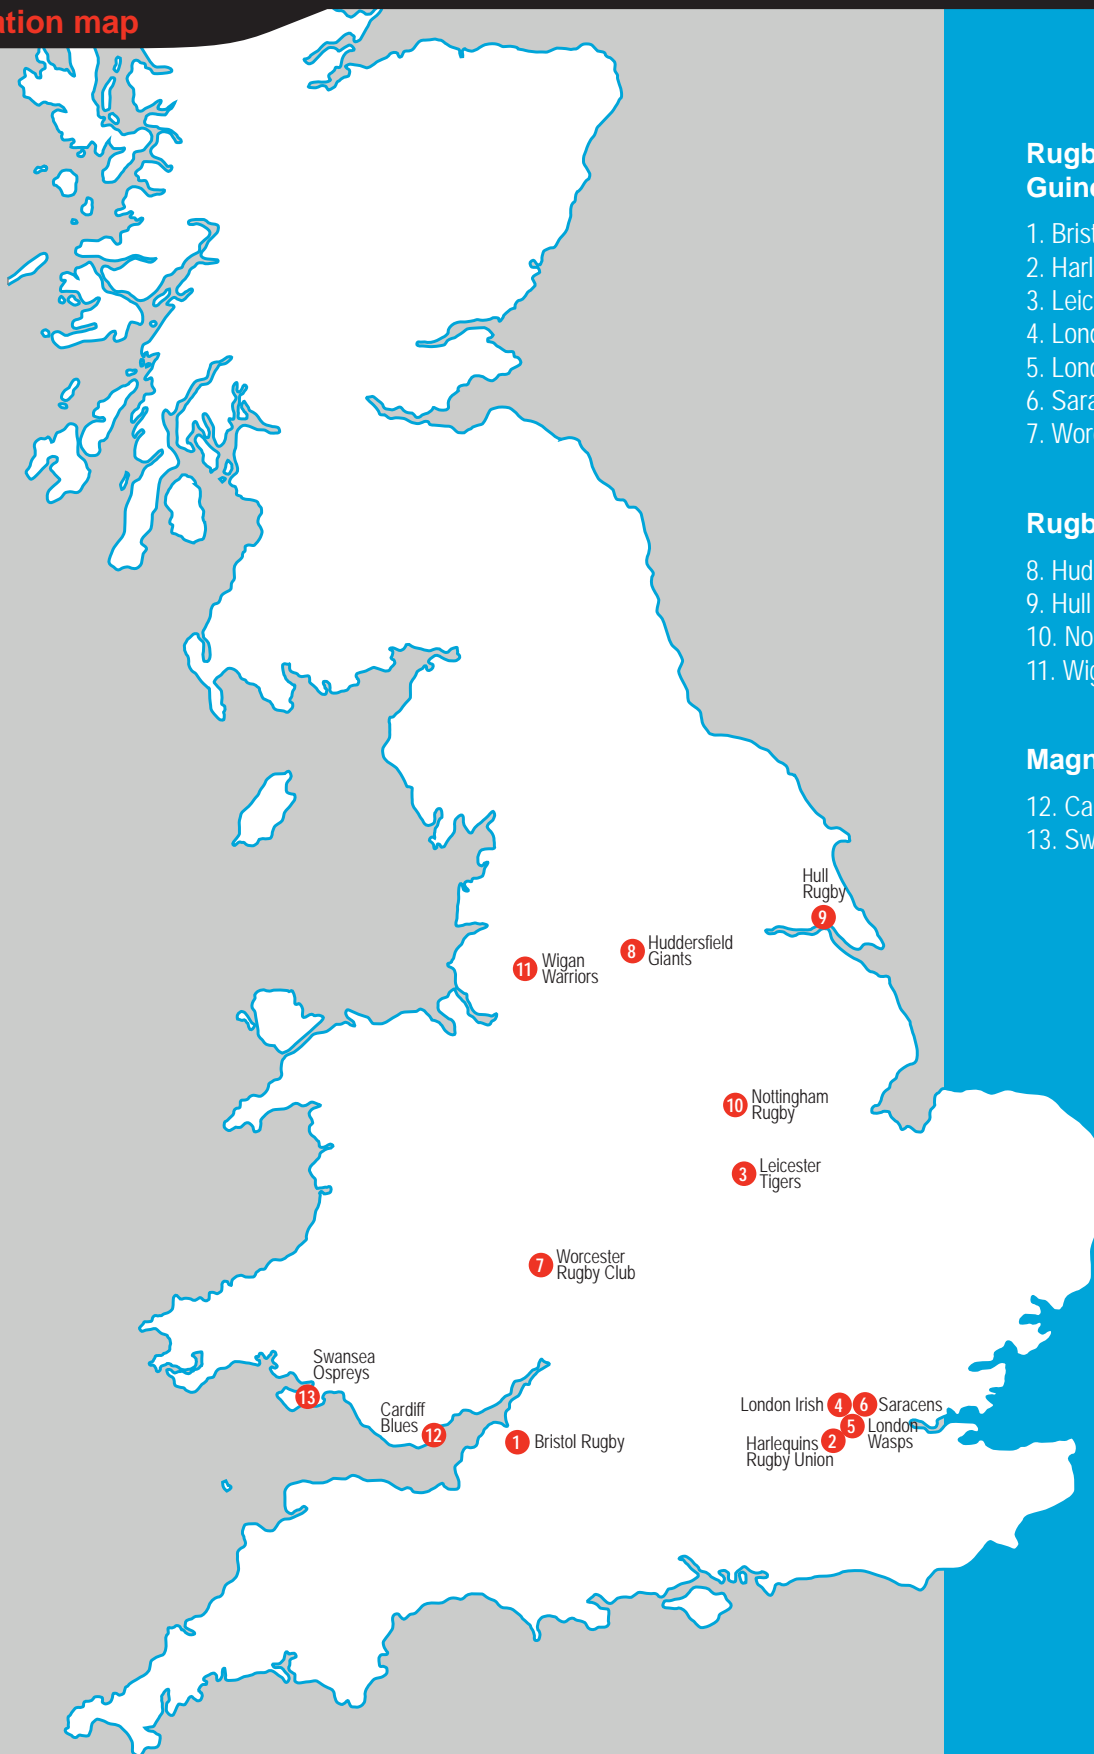 ation map
Rugb
Guin
1. Brist
2. Harl
3. Leic
4. Lond
5. Lond
6. Sara
7. Wor
Rugb
8. Hud
9. Hull
10. No
11. Wig
Magn
12. Ca
13. Sw
Hull
Rugby
9
8
Huddersfield
Giants
11
Wigan
Warriors
10
Nottingham
Rugby
3
Leicester
Tigers
7
Worcester
Rugby Club
Swansea
Ospreys
13
Cardiff
Blues
12
1
Bristol Rugby
London Irish
4
6
Saracens
5
London
Wasps
Harlequins
Rugby Union
2